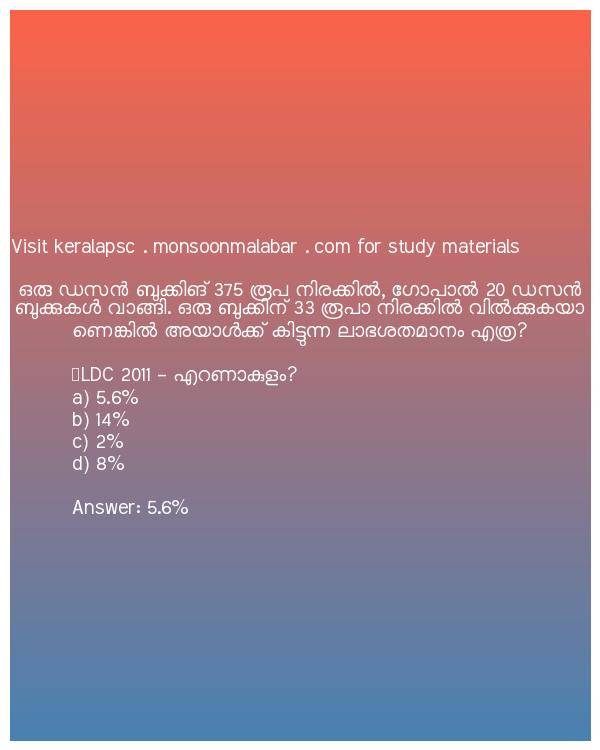 Visit keralapsc . monsoonmalabar . com for study materials
ഒരു ഡസൻ ബുക്കിങ് 375 രൂപ നിരക്കിൽ, ഗോപാൽ 20 ഡസൻ
ബുക്കുകൾ വാങ്ങി. ഒരു ബുക്കിന് 33 രൂപാ നിരക്കിൽ വിൽക്കുകയാ
ണെങ്കിൽ അയാൾക്ക് കിട്ടുന്ന ലാഭശതമാനം എത്ര?
LDC 2011 – എറണാകുളം?
a) 5.6%
b) 14%
c) 2%
d) 8%
Answer: 5.6%